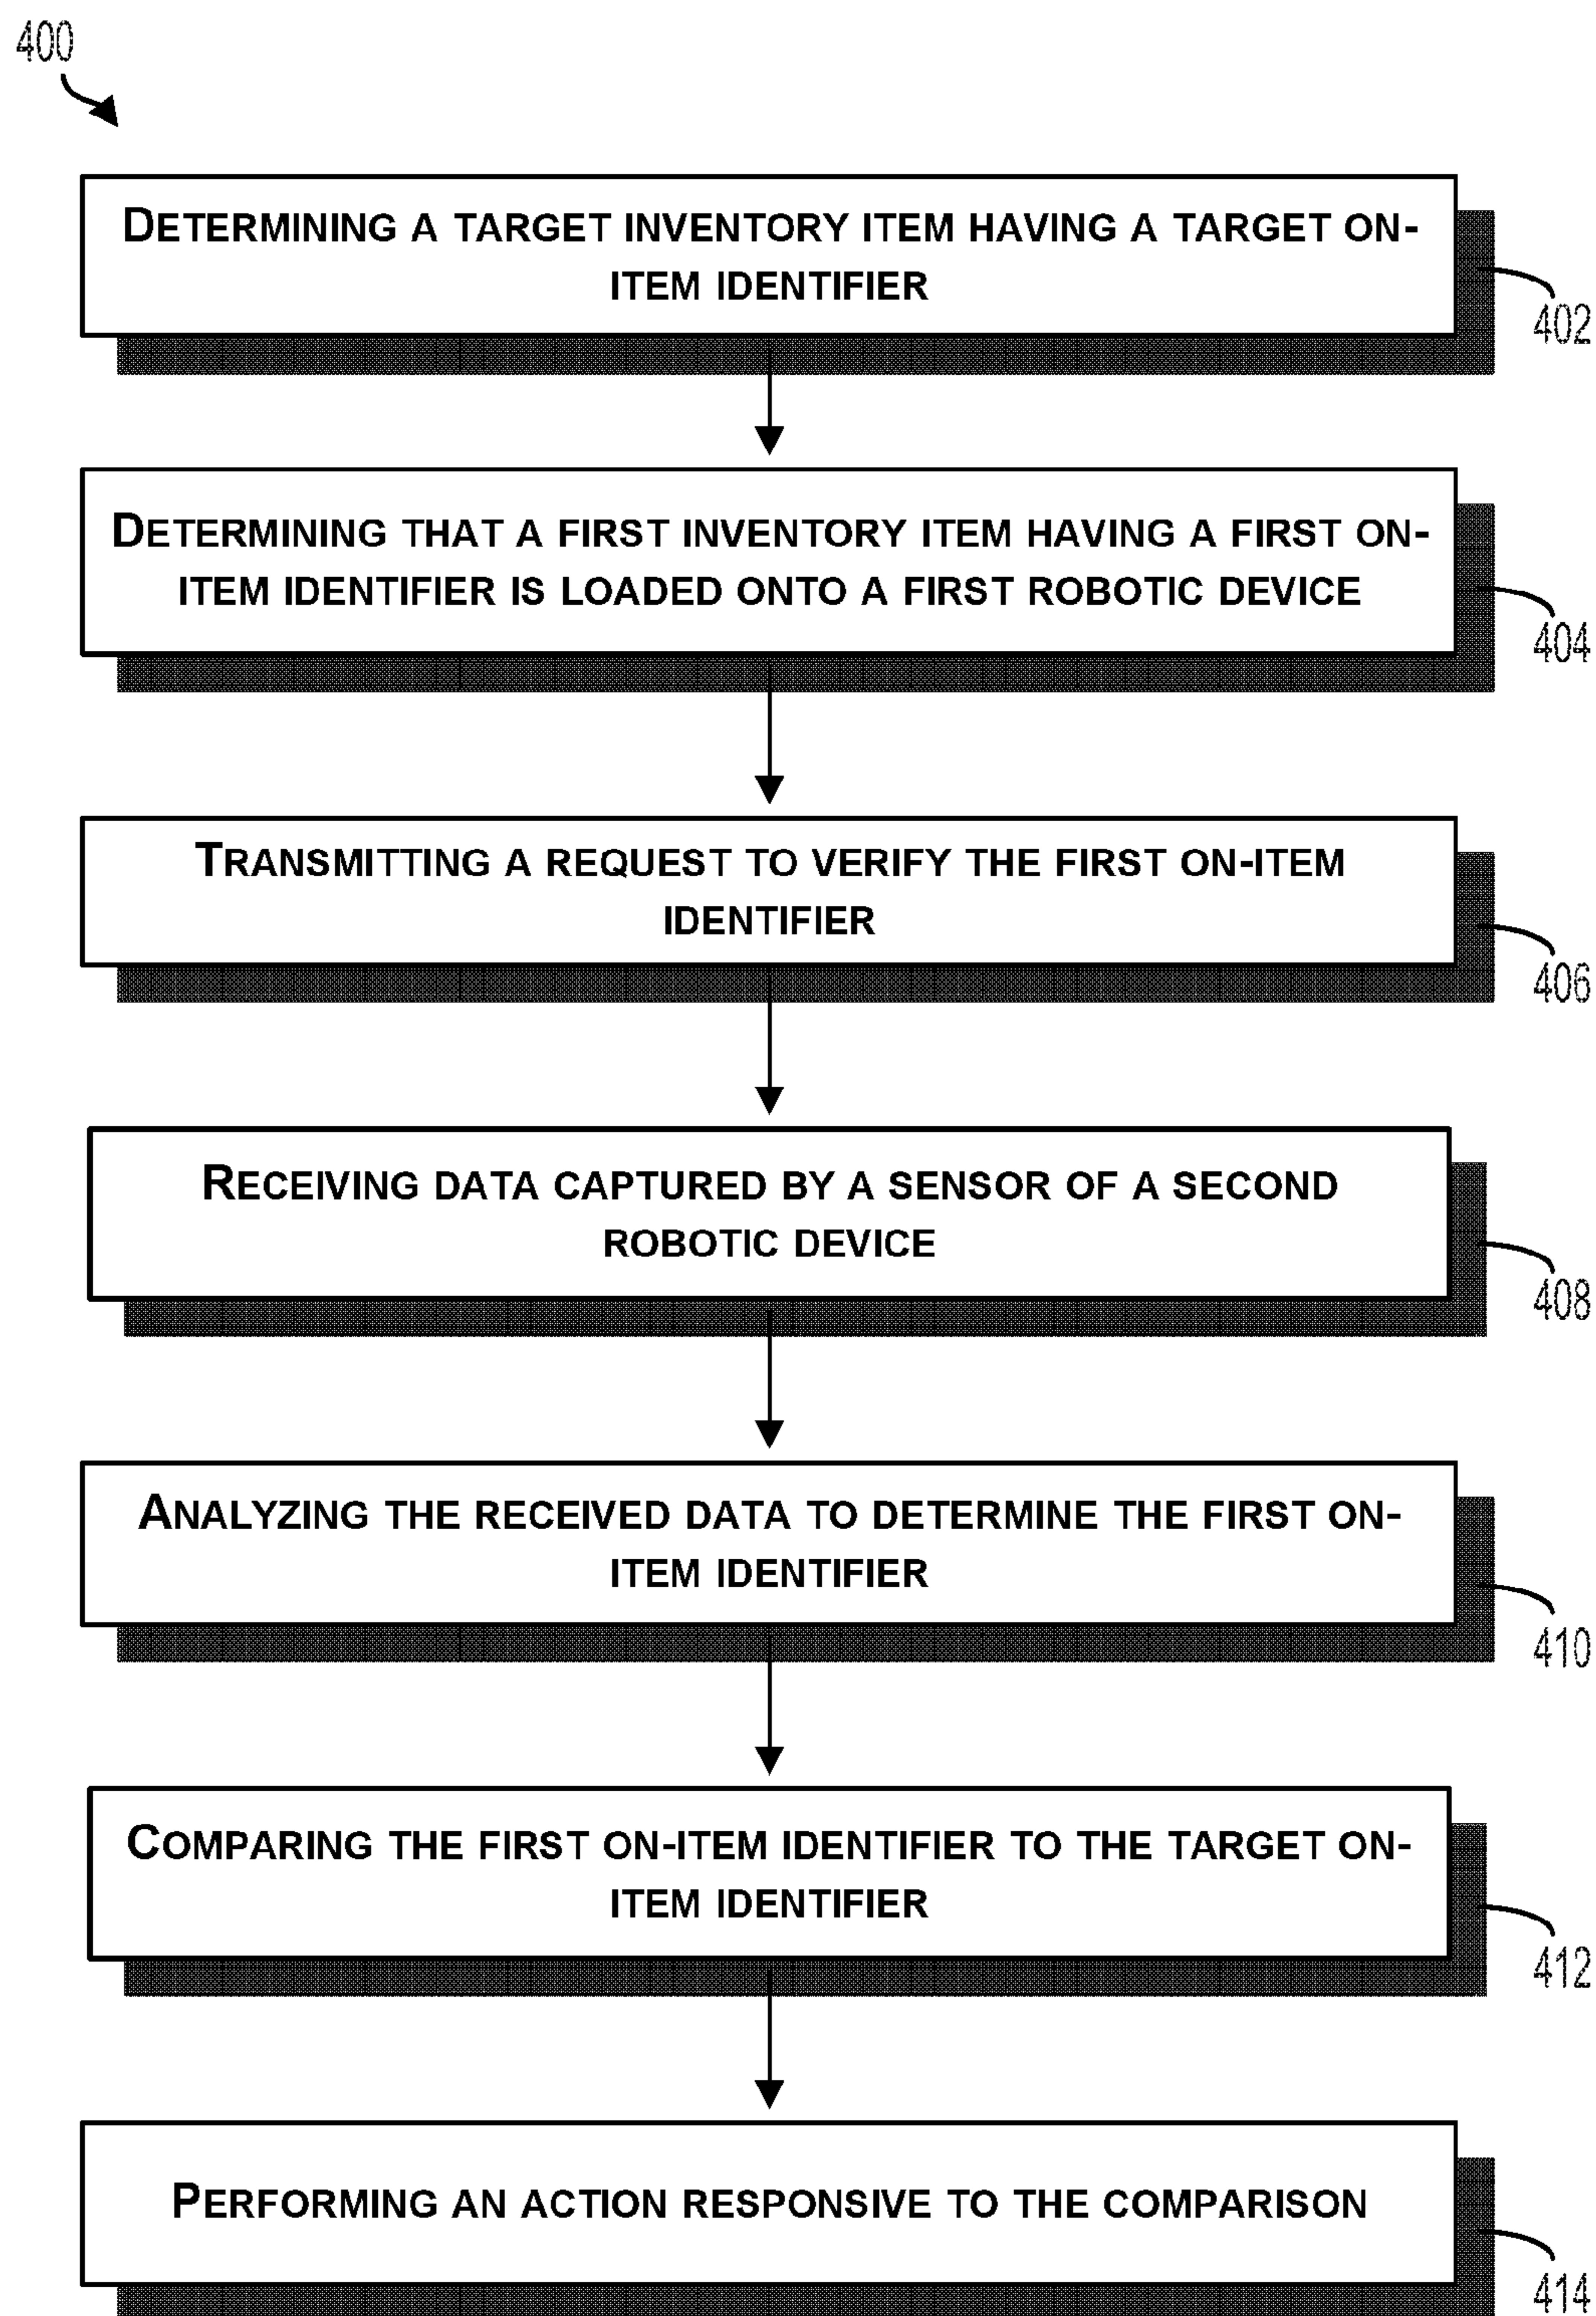 400
DETERMINING A TARGET INVENTORY ITEM HAVING A TARGET ON-
ITEM IDENTIFIER
402
DETERMINING THAT A FIRST INVENTORY ITEM HAVING A FIRST ON-
ITEM IDENTIFIER IS LOADED ONTO A FIRST ROBOTIC DEVICE
404
TRANSMITTING A REQUEST TO VERIFY THE FIRST ON-ITEM
IDENTIFIER
406
RECEIVING DATA CAPTURED BY A SENSOR OF A SECOND
ROBOTIC DEVICE
408
ANALYZING THE RECEIVED DATA TO DETERMINE THE FIRST ON-
ITEM IDENTIFIER
410
COMPARING THE FIRST ON-ITEM IDENTIFIER TO THE TARGET ON-
ITEM IDENTIFIER
412
PERFORMING AN ACTION RESPONSIVE TO THE COMPARISON
414